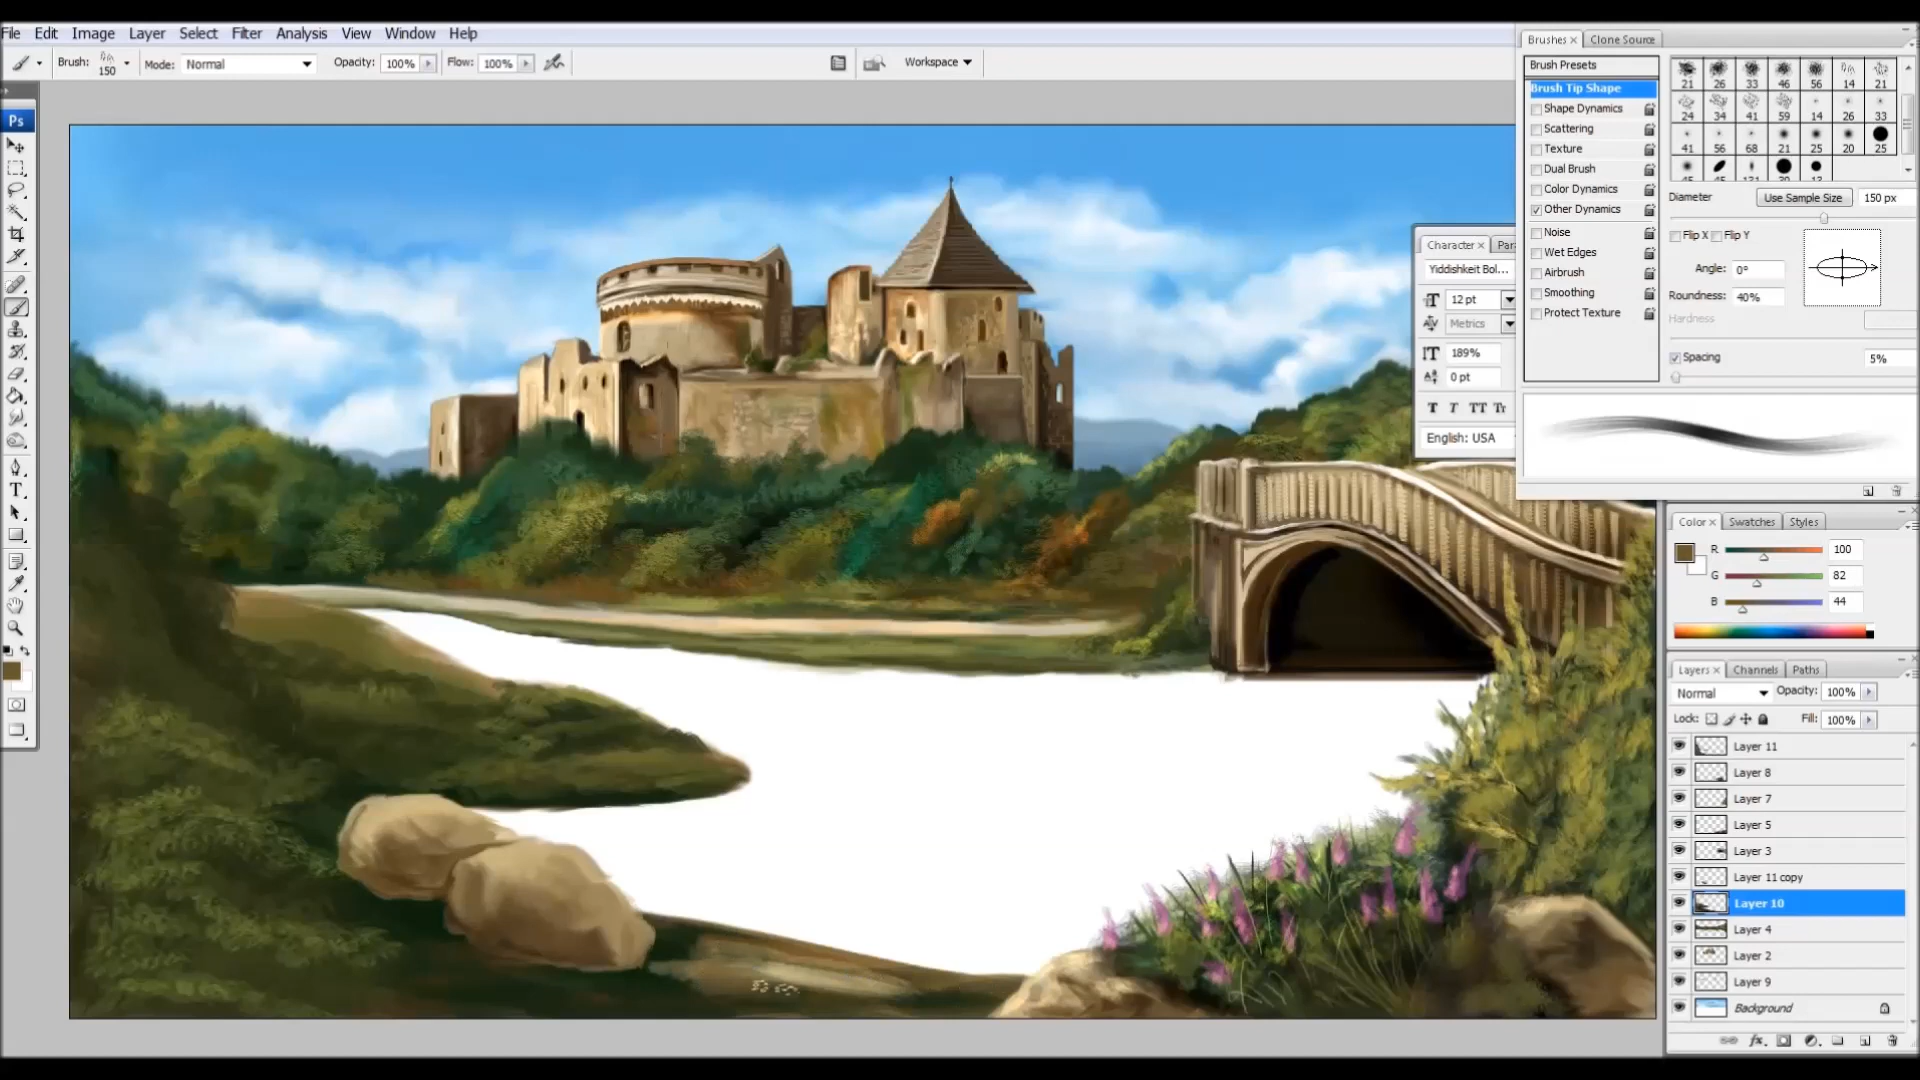 File Edit Image Layer Select Filter Analysis View Window Help
Brush: 150 Mode: Normal Opacity: 100% Flow: 100% Workspace
Ps
T
Brushes Clone Source
Brush Presets
Brush Tip Shape
Shape Dynamics
Scattering
Texture
Dual Brush
Color Dynamics
Other Dynamics
Noise
Wet Edges
Airbrush
Smoothing
Protect Texture
21 26 33 46 56 14 21
24 34 41 59 14 26 33
41 56 68 21 25 20 25
Diameter Use Sample Size 150 px
Flip X Flip Y
Angle: 0°
Roundness: 40%
Hardness
Spacing 5%
Character Par
Yiddishkeit Bol...
12 pt
Metrics
189%
0 pt
T T TT Tr
English: USA
Color Swatches Styles
R 100
G 82
B 44
Layers Channels Paths
Normal Opacity: 100%
Lock: Fill: 100%
Layer 11
Layer 8
Layer 7
Layer 5
Layer 3
Layer 11 copy
Layer 10
Layer 4
Layer 2
Layer 9
Background